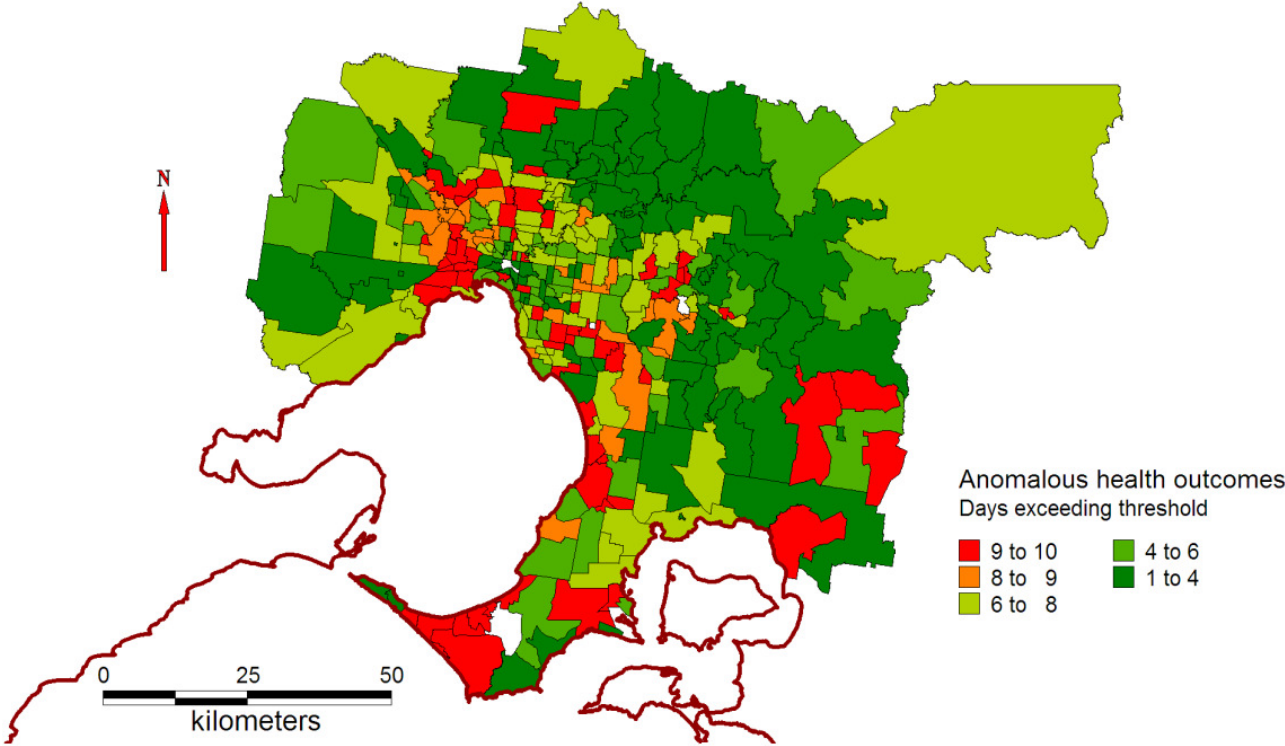 N
Anomalous health outcomes
Days exceeding threshold
9 to 10
4 to 6
8 to 9
1 to 4
6 to 8
0 25 50
kilometers